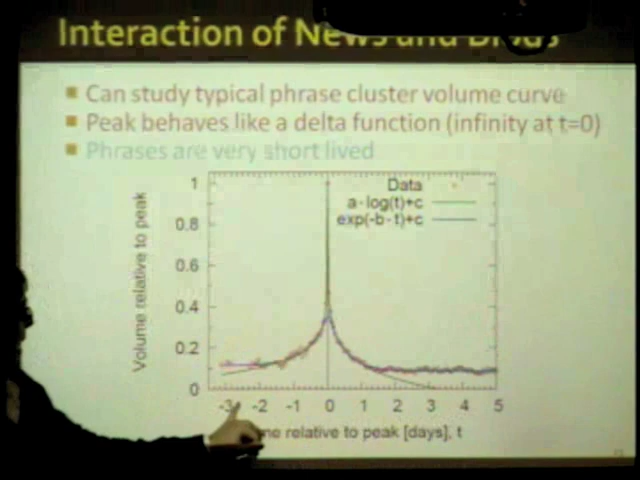 Interaction of News and Blogs
Can study typical phrase cluster volume curve
Peak behaves like a delta function (infinity at t=0)
Phrases are very short lived
Data
a·log(t)+c
exp(-b·t)+c
Volume relative to peak
1
0.8
0.6
0.4
0.2
0
-3 -2 -1 0 1 2 3 4 5
me relative to peak [days], t